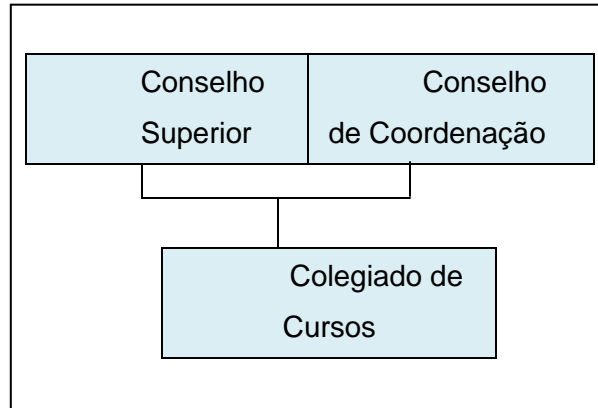 Conselho
Superior
Conselho
de Coordenação
Colegiado de
Cursos